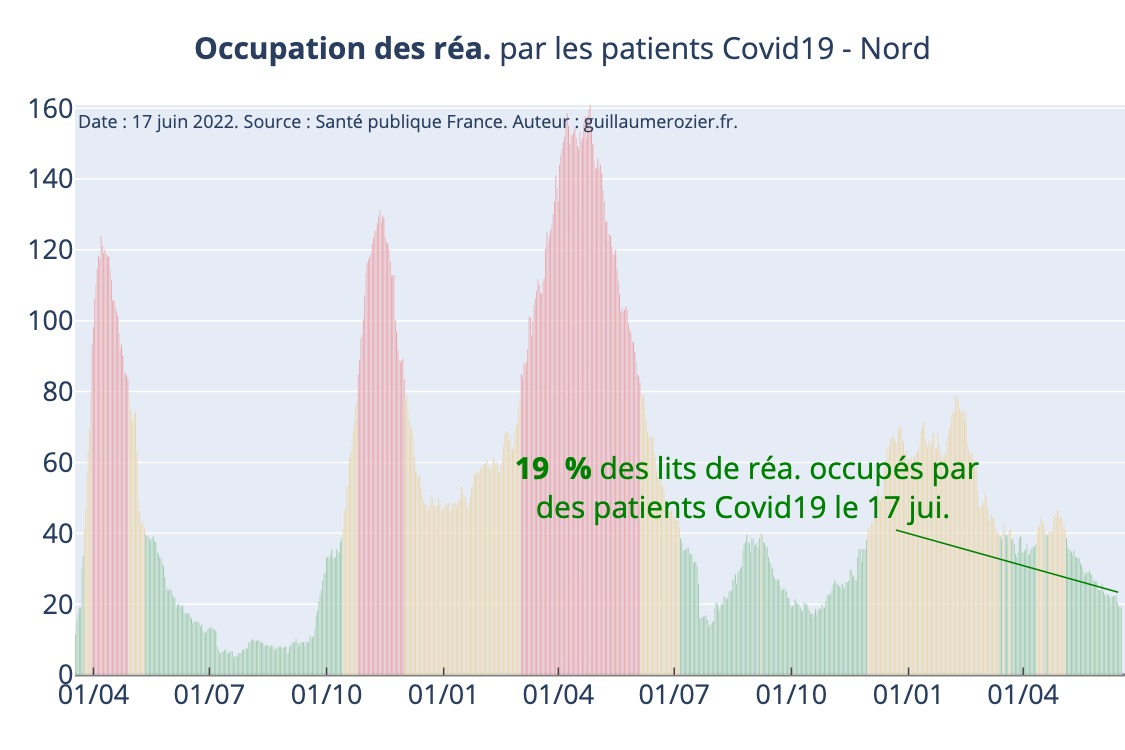 Occupation des réa. par les patients Covid19 - Nord
160
Date : 17 juin 2022. Source : Santé publique France. Auteur : guillaumerozier.fr.
140
120
100
80
60
19 % des lits de réa. occupés par
des patients Covid19 le 17 jui.
40
20
0
01/04 01/07 01/10 01/01 01/04 01/07 01/10 01/01 01/04